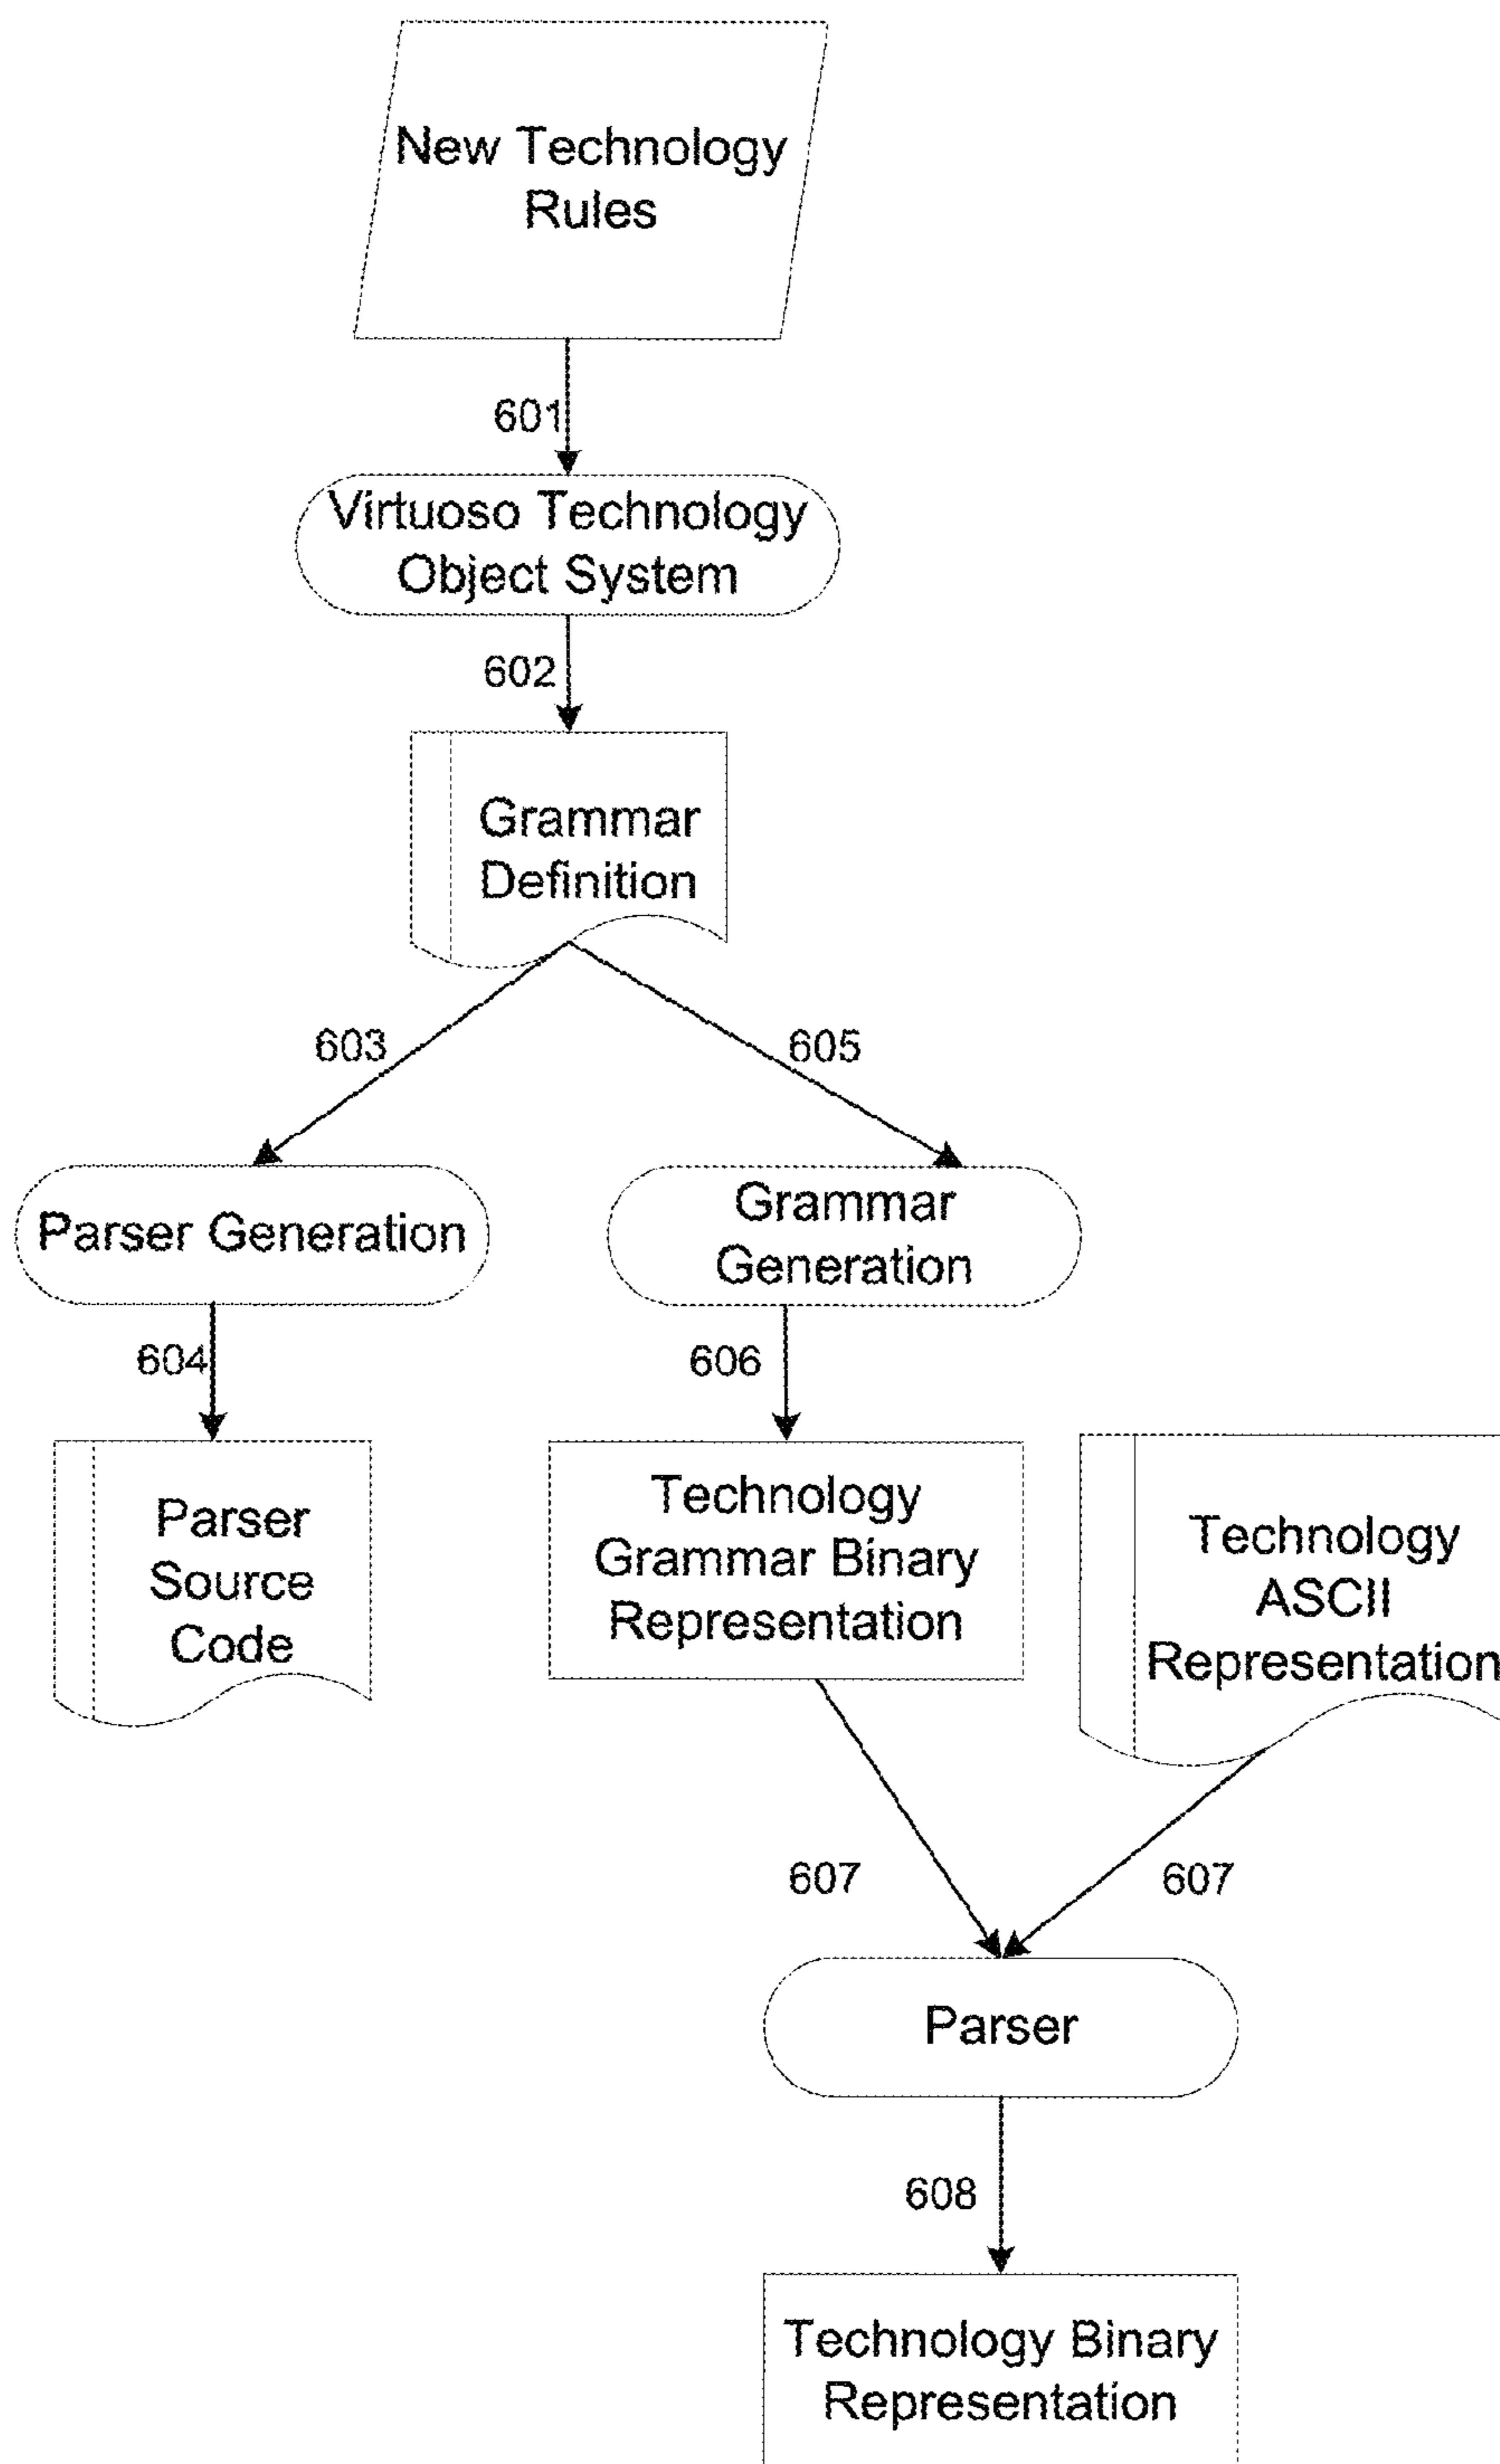 New Technology
Rules
601
Virtuoso Technology
Object System
602
Grammar
Definition
603
605
Parser Generation
Grammar
Generation
604
606
Parser
Source
Code
Technology
Grammar Binary
Representation
Technology
ASCII
Representation
607
607
Parser
608
Technology Binary
Representation